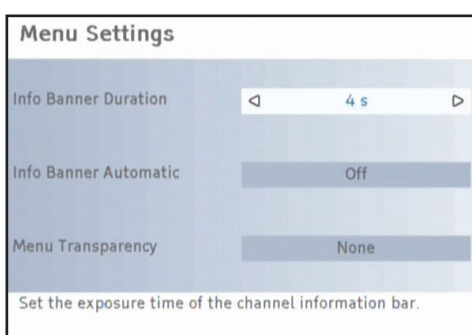 Menu Settings
Info Banner Duration 4 s
Info Banner Automatic Off
Menu Transparency None
Set the exposure time of the channel information bar.